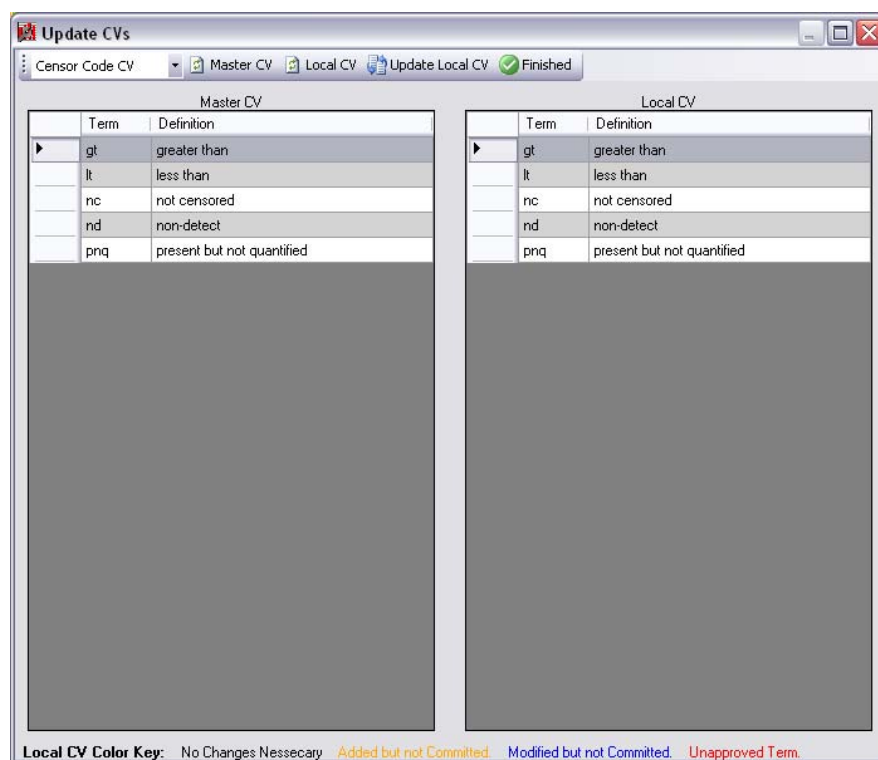 Update CVs
Censor Code CV Master CV Local CV Update Local CV Finished
Master CV
Term Definition
gt greater than
lt less than
nc not censored
nd non-detect
pnq present but not quantified
Local CV
Term Definition
gt greater than
lt less than
nc not censored
nd non-detect
pnq present but not quantified
Local CV Color Key: No Changes Nessecary Added but not Committed. Modified but not Committed. Unapproved Term.